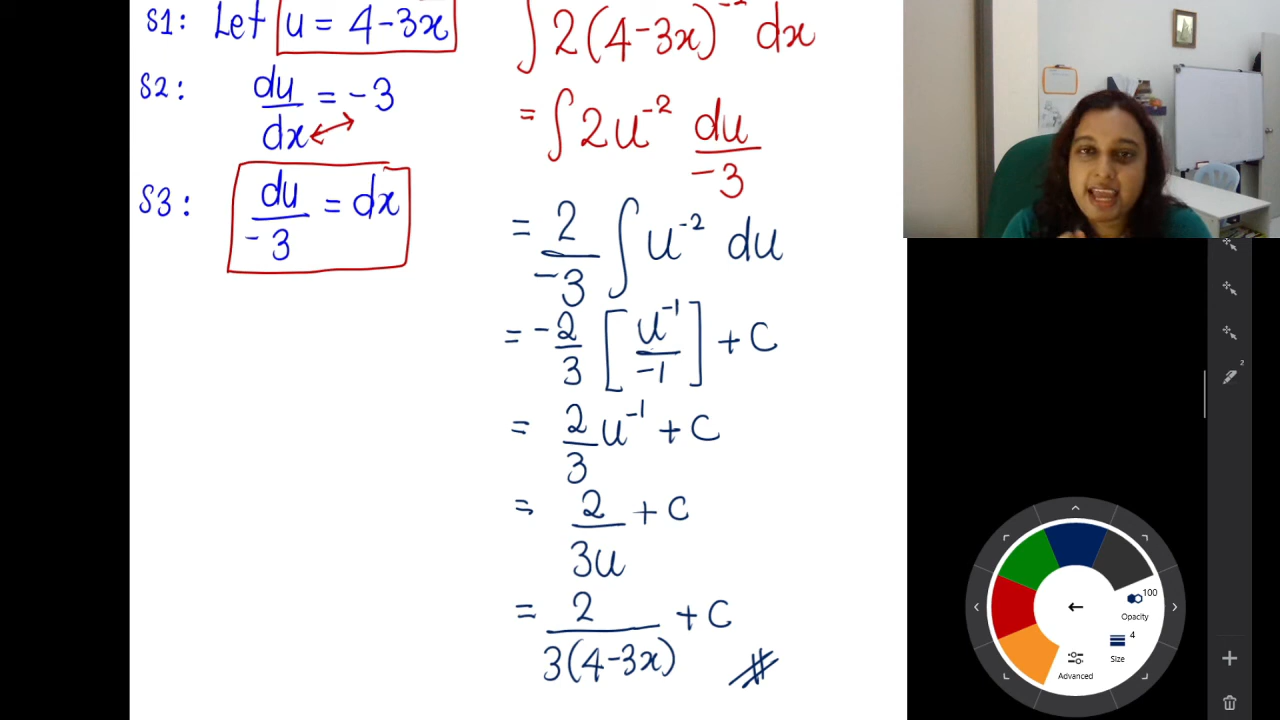 S1: Let u = 4-3x
S2: du/dx = -3
S3: du/-3 = dx
∫2(4-3x)⁻² dx
= ∫2u⁻² du/-3
= 2/-3 ∫u⁻² du
= -2/3 [u⁻¹/-1] + C
= 2/3 u⁻¹ + C
= 2/3u + C
= 2/3(4-3x) + C #
2
100
Opacity
4
Size
Advanced